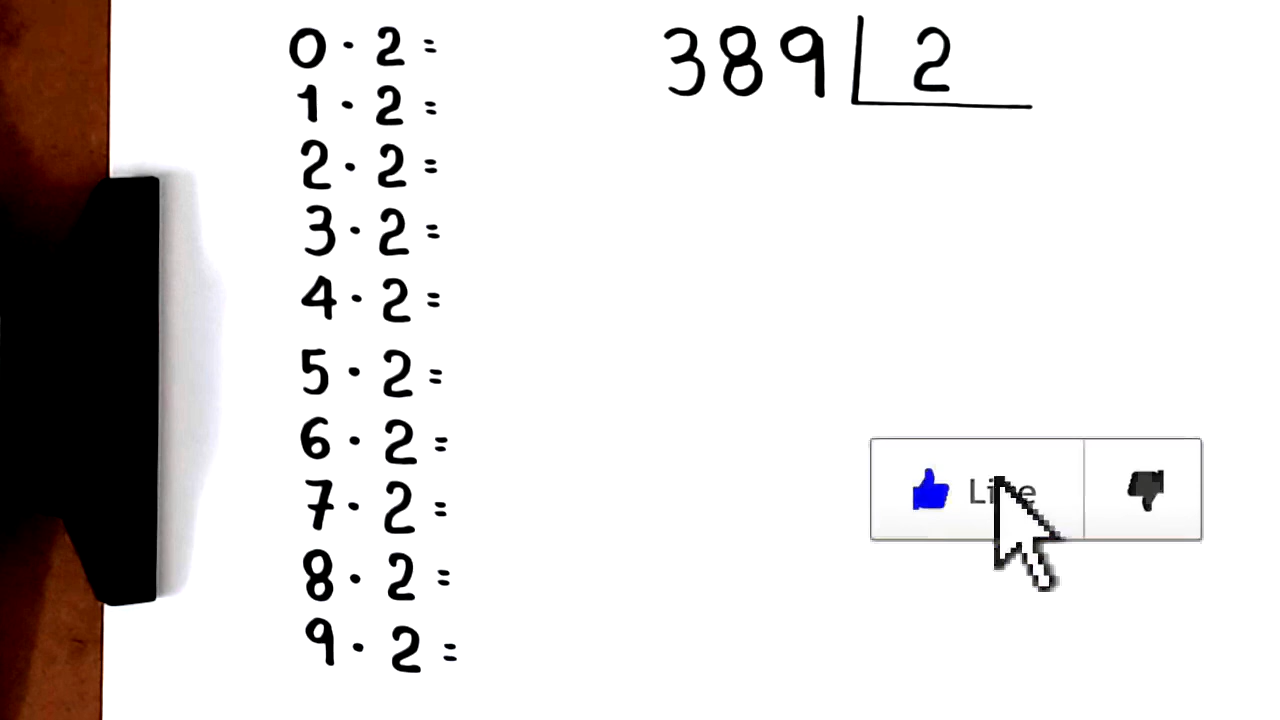 0 · 2 =
1 · 2 =
2 · 2 =
3 · 2 =
4 · 2 =
5 · 2 =
6 · 2 =
7 · 2 =
8 · 2 =
9 · 2 =
389 2
Like